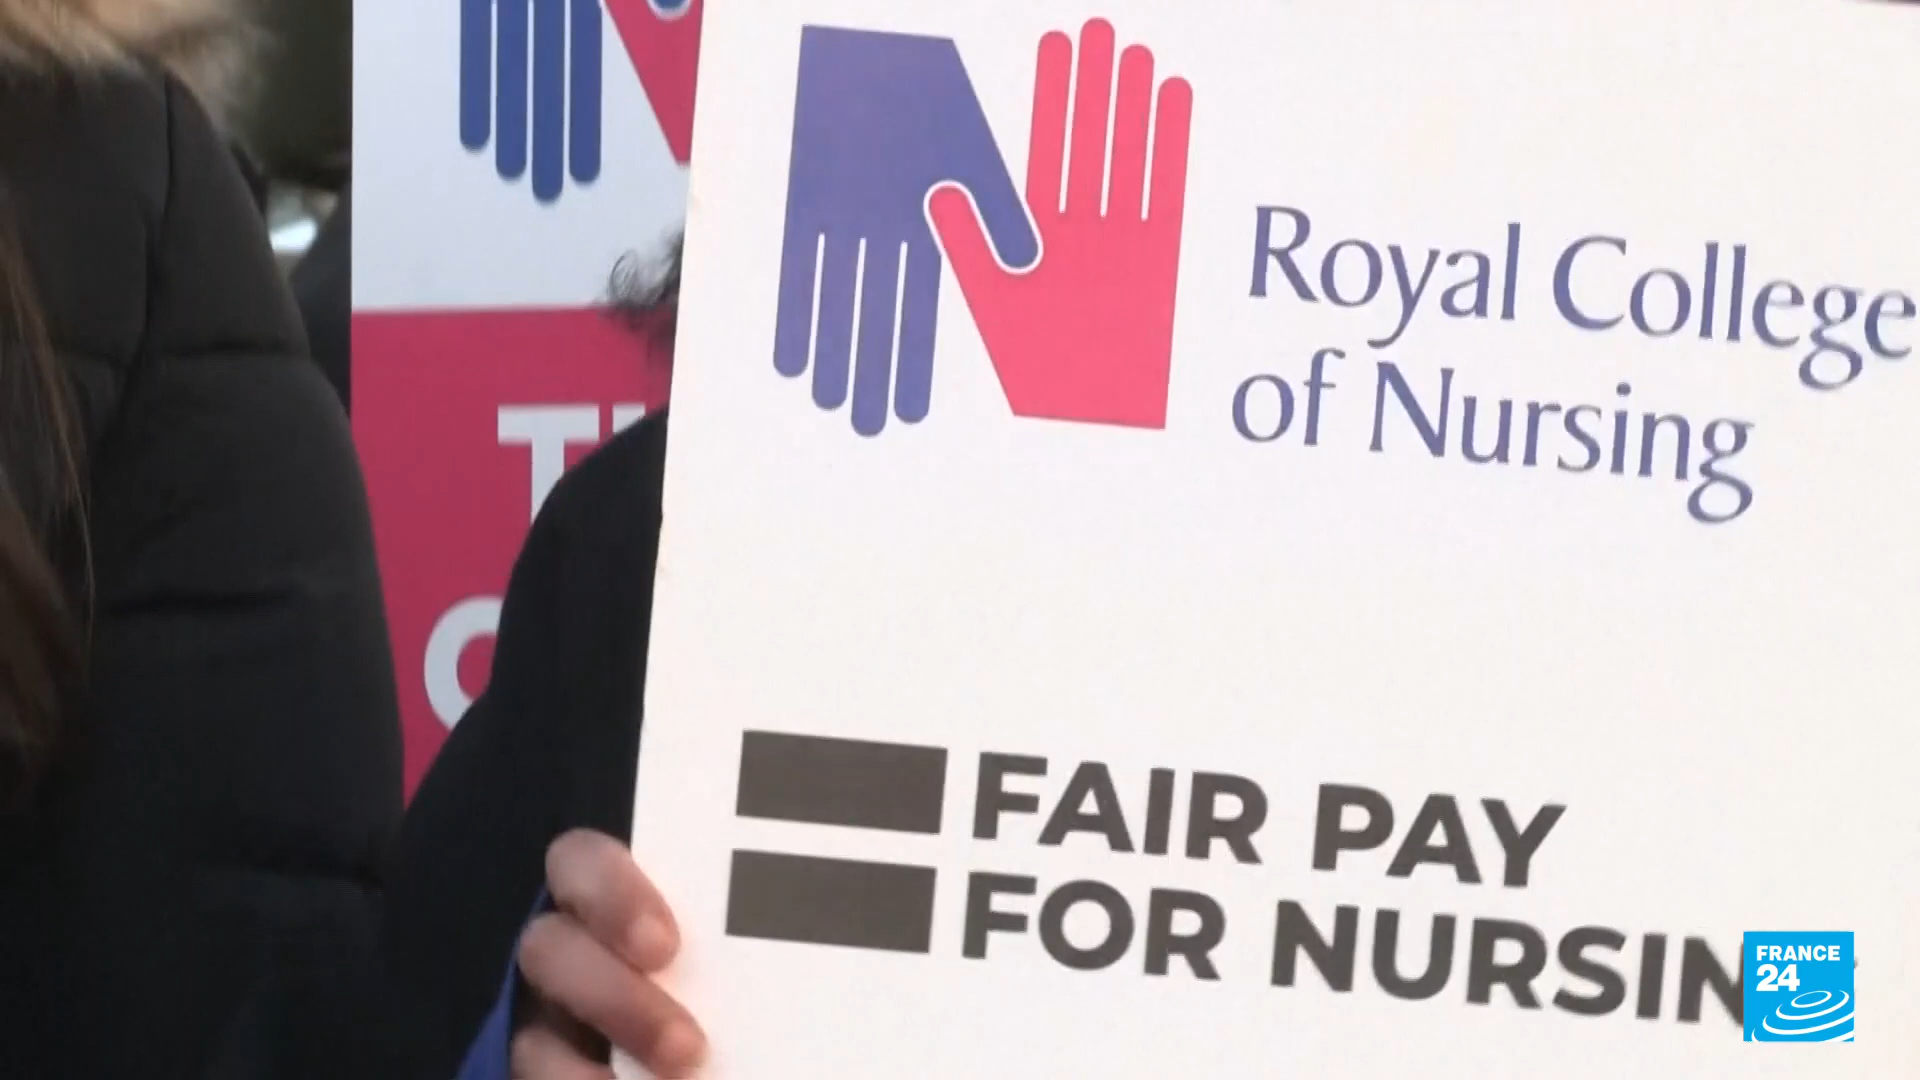 Royal College
of Nursing
FAIR PAY
FOR NURSIN
FRANCE
24